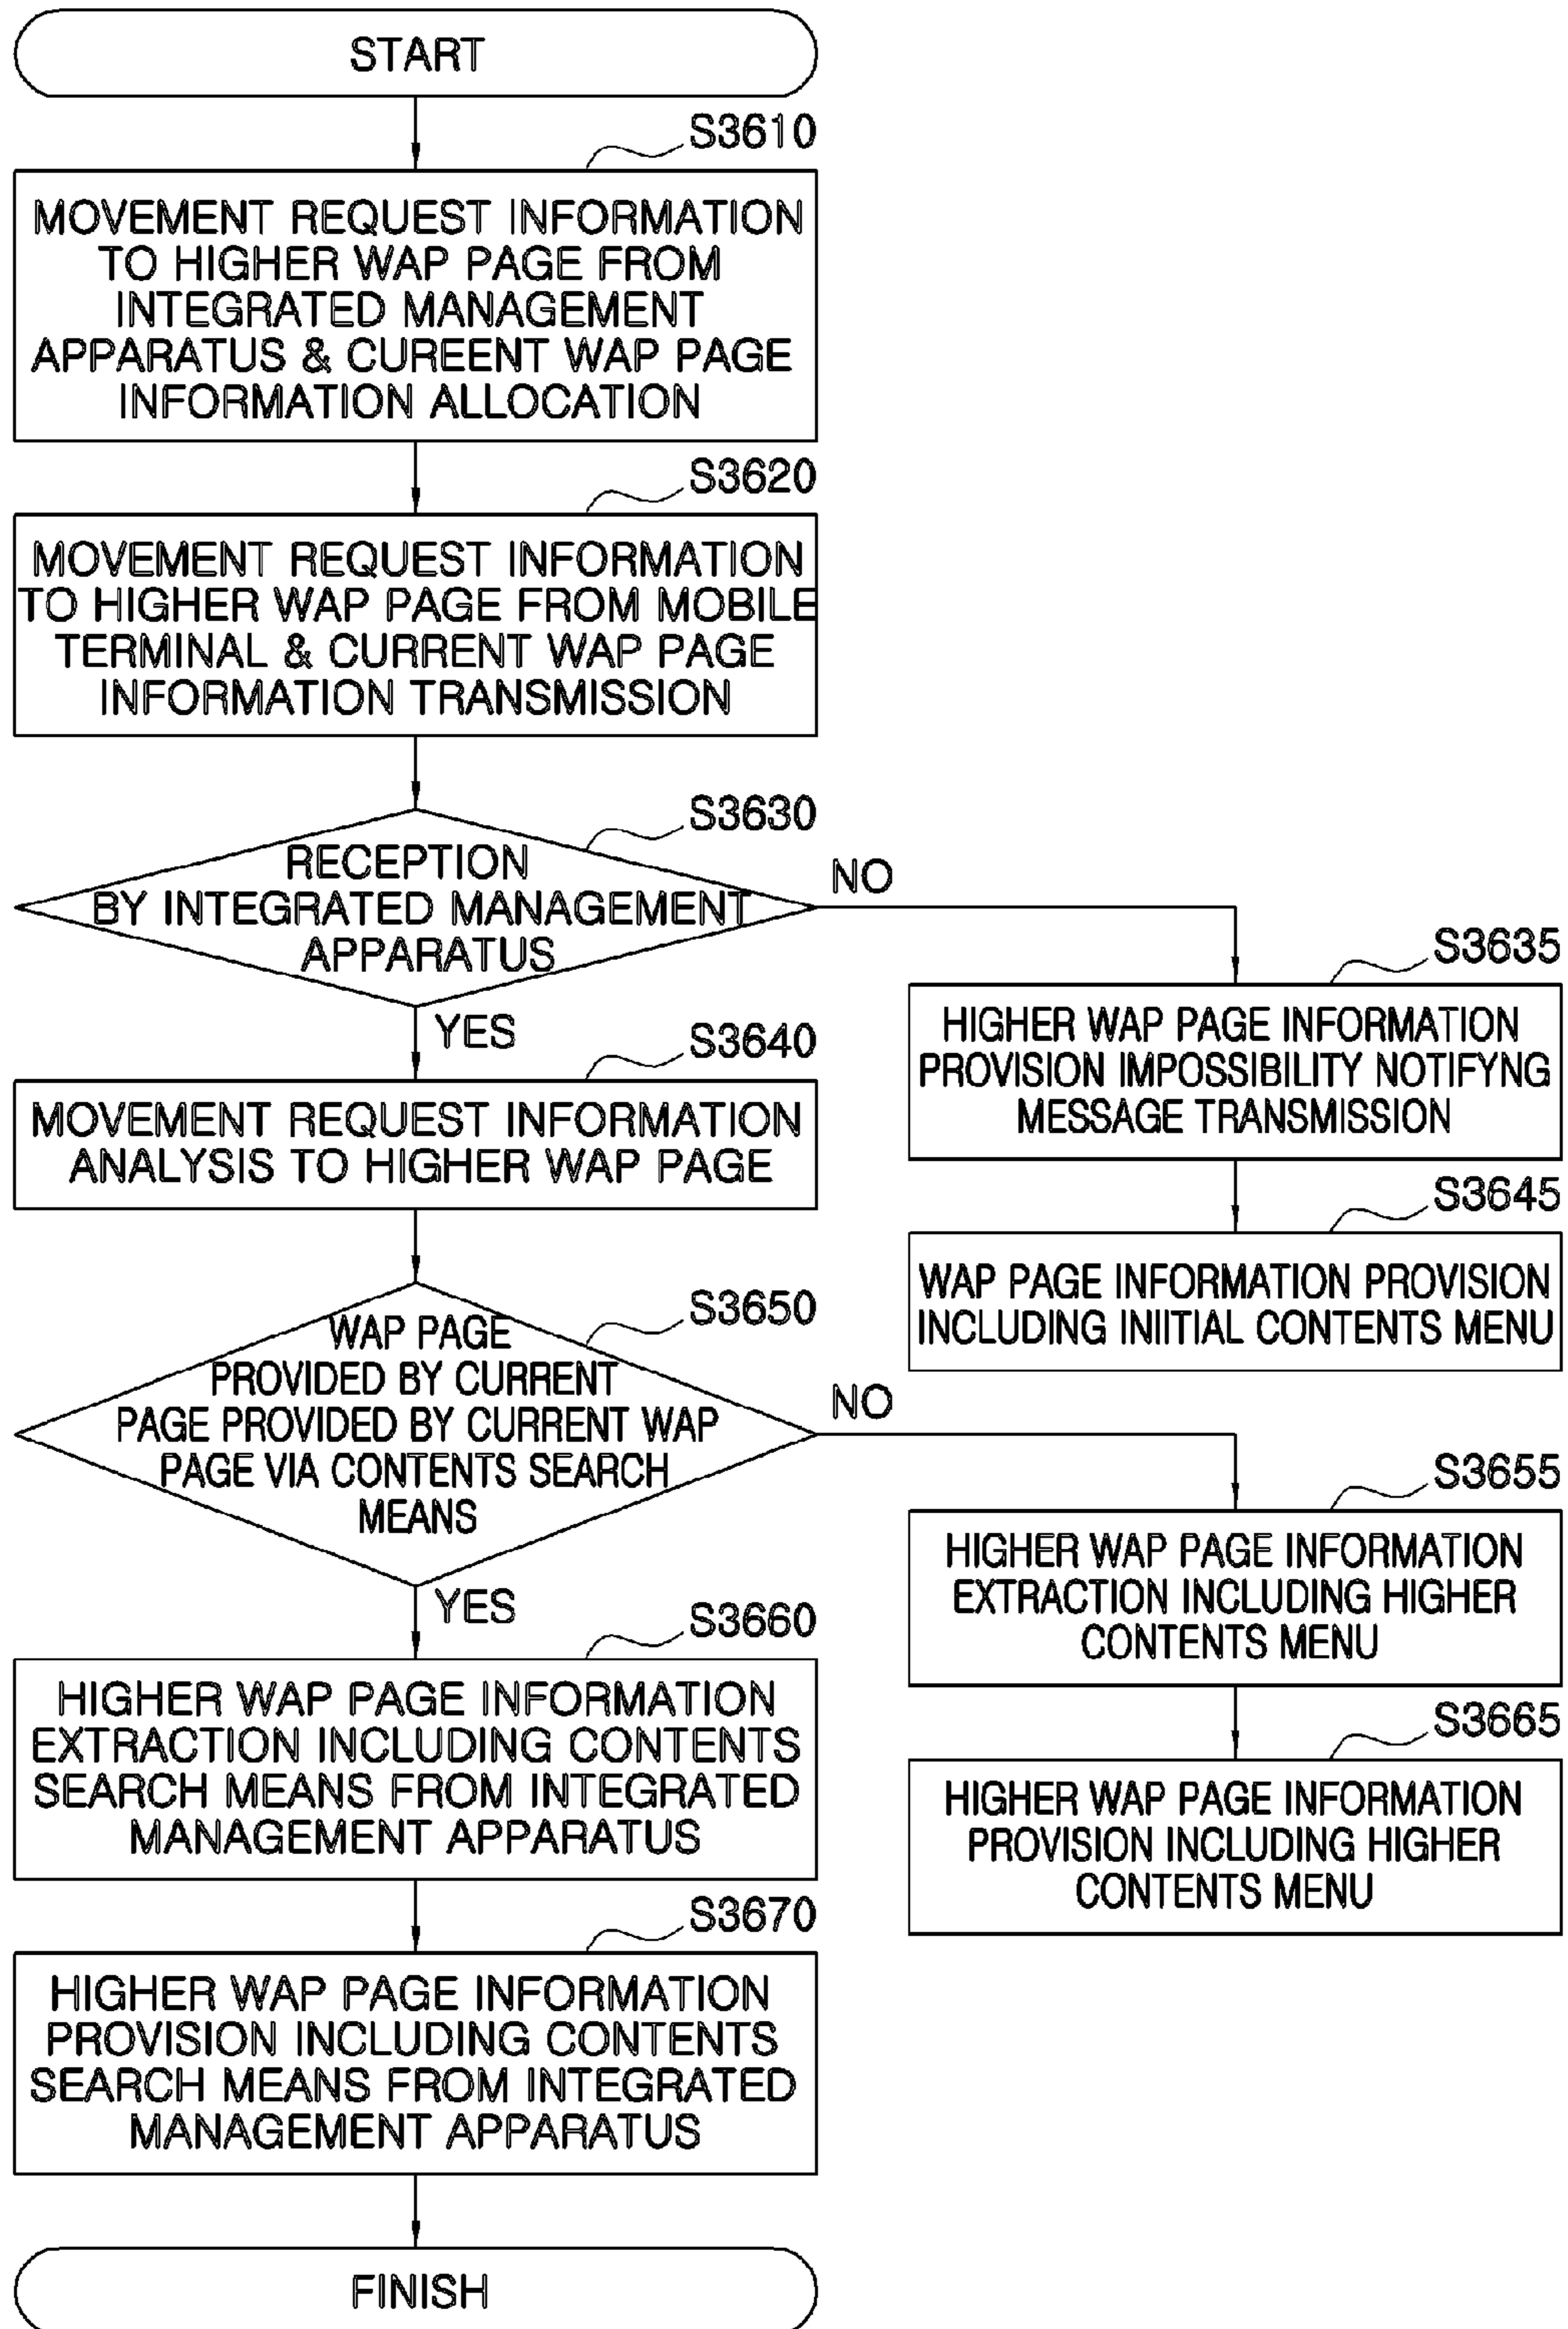 START
S3610
MOVEMENT REQUEST INFORMATION
TO HIGHER WAP PAGE FROM
INTEGRATED MANAGEMENT
APPARATUS & CUREENT WAP PAGE
INFORMATION ALLOCATION
S3620
MOVEMENT REQUEST INFORMATION
TO HIGHER WAP PAGE FROM MOBILE
TERMINAL & CURRENT WAP PAGE
INFORMATION TRANSMISSION
S3630
RECEPTION
BY INTEGRATED MANAGEMENT
APPARATUS
NO
YES
S3635
HIGHER WAP PAGE INFORMATION
PROVISION IMPOSSIBILITY NOTIFYNG
MESSAGE TRANSMISSION
S3640
MOVEMENT REQUEST INFORMATION
ANALYSIS TO HIGHER WAP PAGE
S3645
WAP PAGE INFORMATION PROVISION
INCLUDING INIITIAL CONTENTS MENU
S3650
WAP PAGE
PROVIDED BY CURRENT
PAGE PROVIDED BY CURRENT WAP
PAGE VIA CONTENTS SEARCH
MEANS
NO
YES
S3655
HIGHER WAP PAGE INFORMATION
EXTRACTION INCLUDING HIGHER
CONTENTS MENU
S3660
HIGHER WAP PAGE INFORMATION
EXTRACTION INCLUDING CONTENTS
SEARCH MEANS FROM INTEGRATED
MANAGEMENT APPARATUS
S3665
HIGHER WAP PAGE INFORMATION
PROVISION INCLUDING HIGHER
CONTENTS MENU
S3670
HIGHER WAP PAGE INFORMATION
PROVISION INCLUDING CONTENTS
SEARCH MEANS FROM INTEGRATED
MANAGEMENT APPARATUS
FINISH